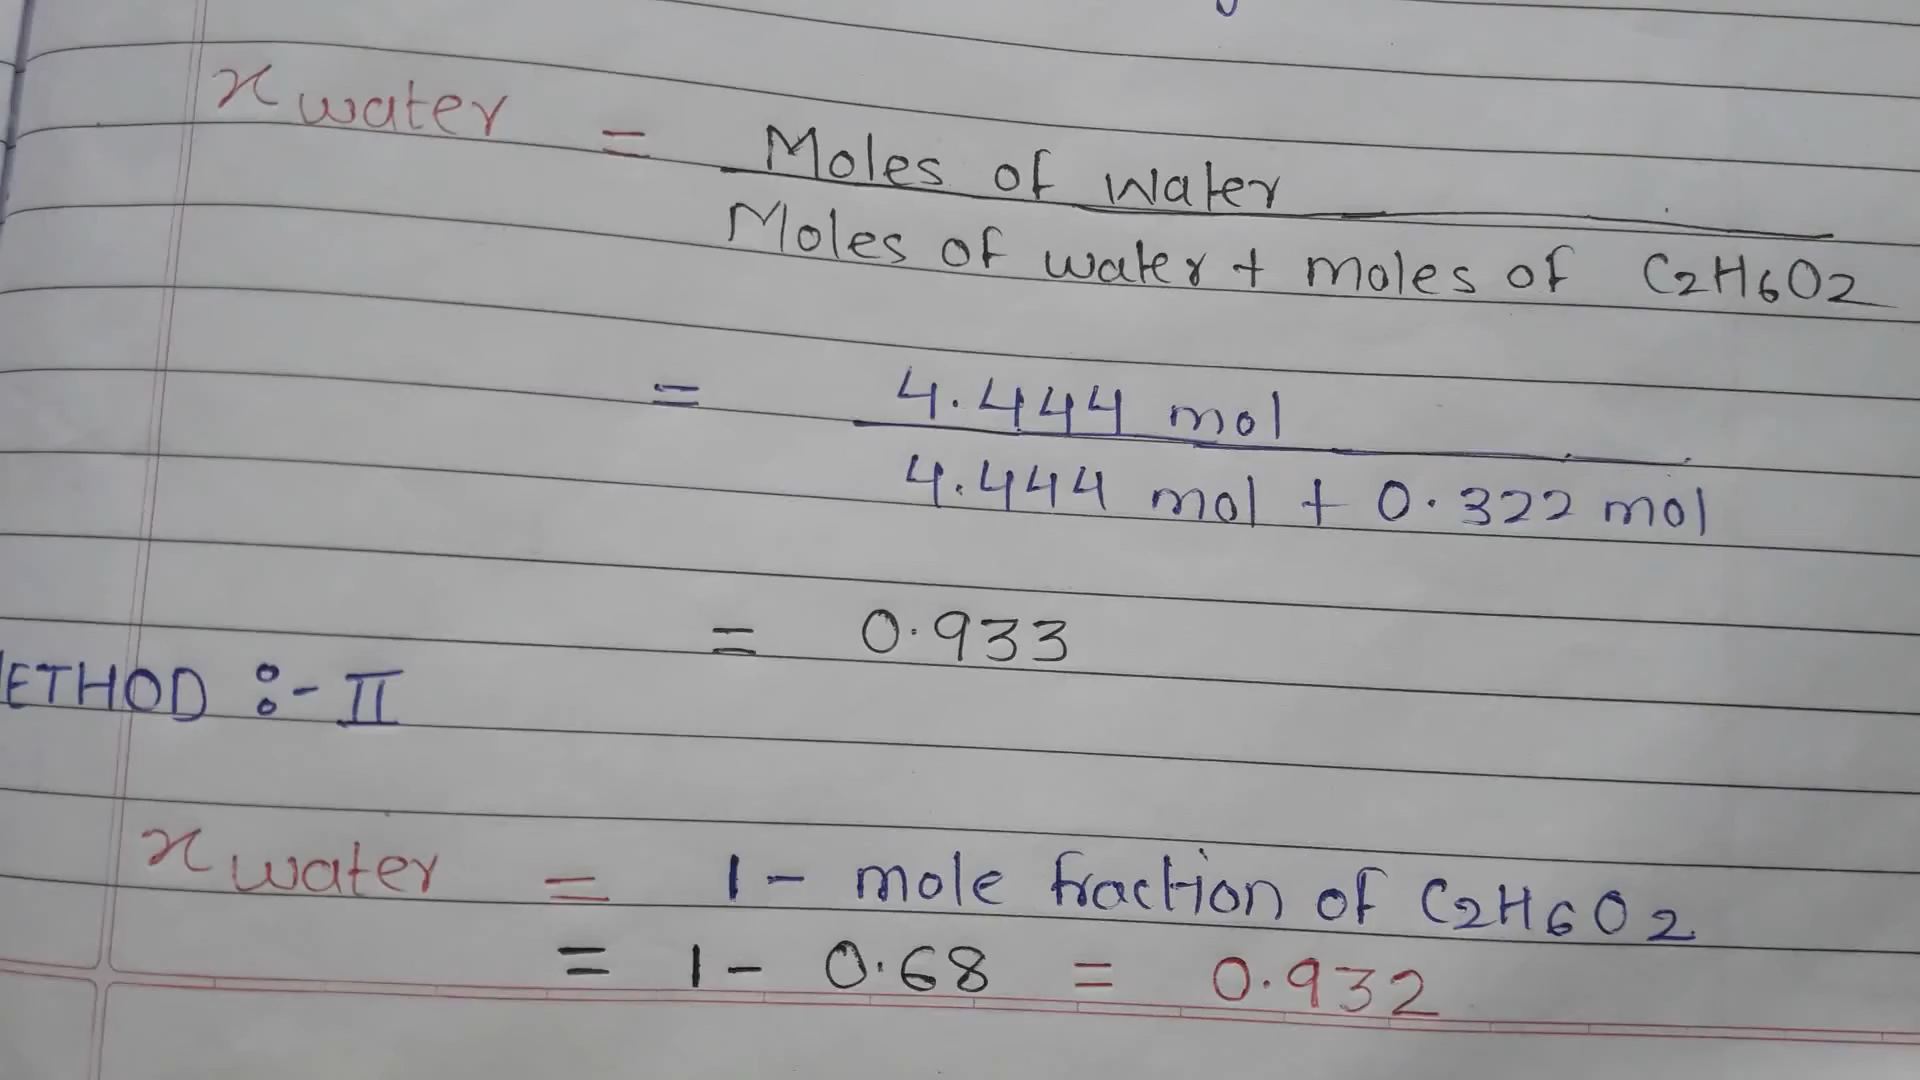 x water = Moles of water
Moles of water + moles of C2H6O2
= 4.444 mol
4.444 mol + 0.322 mol
= 0.933
ETHOD :- II
x water = 1 - mole fraction of C2H6O2
= 1 - 0.68 = 0.932